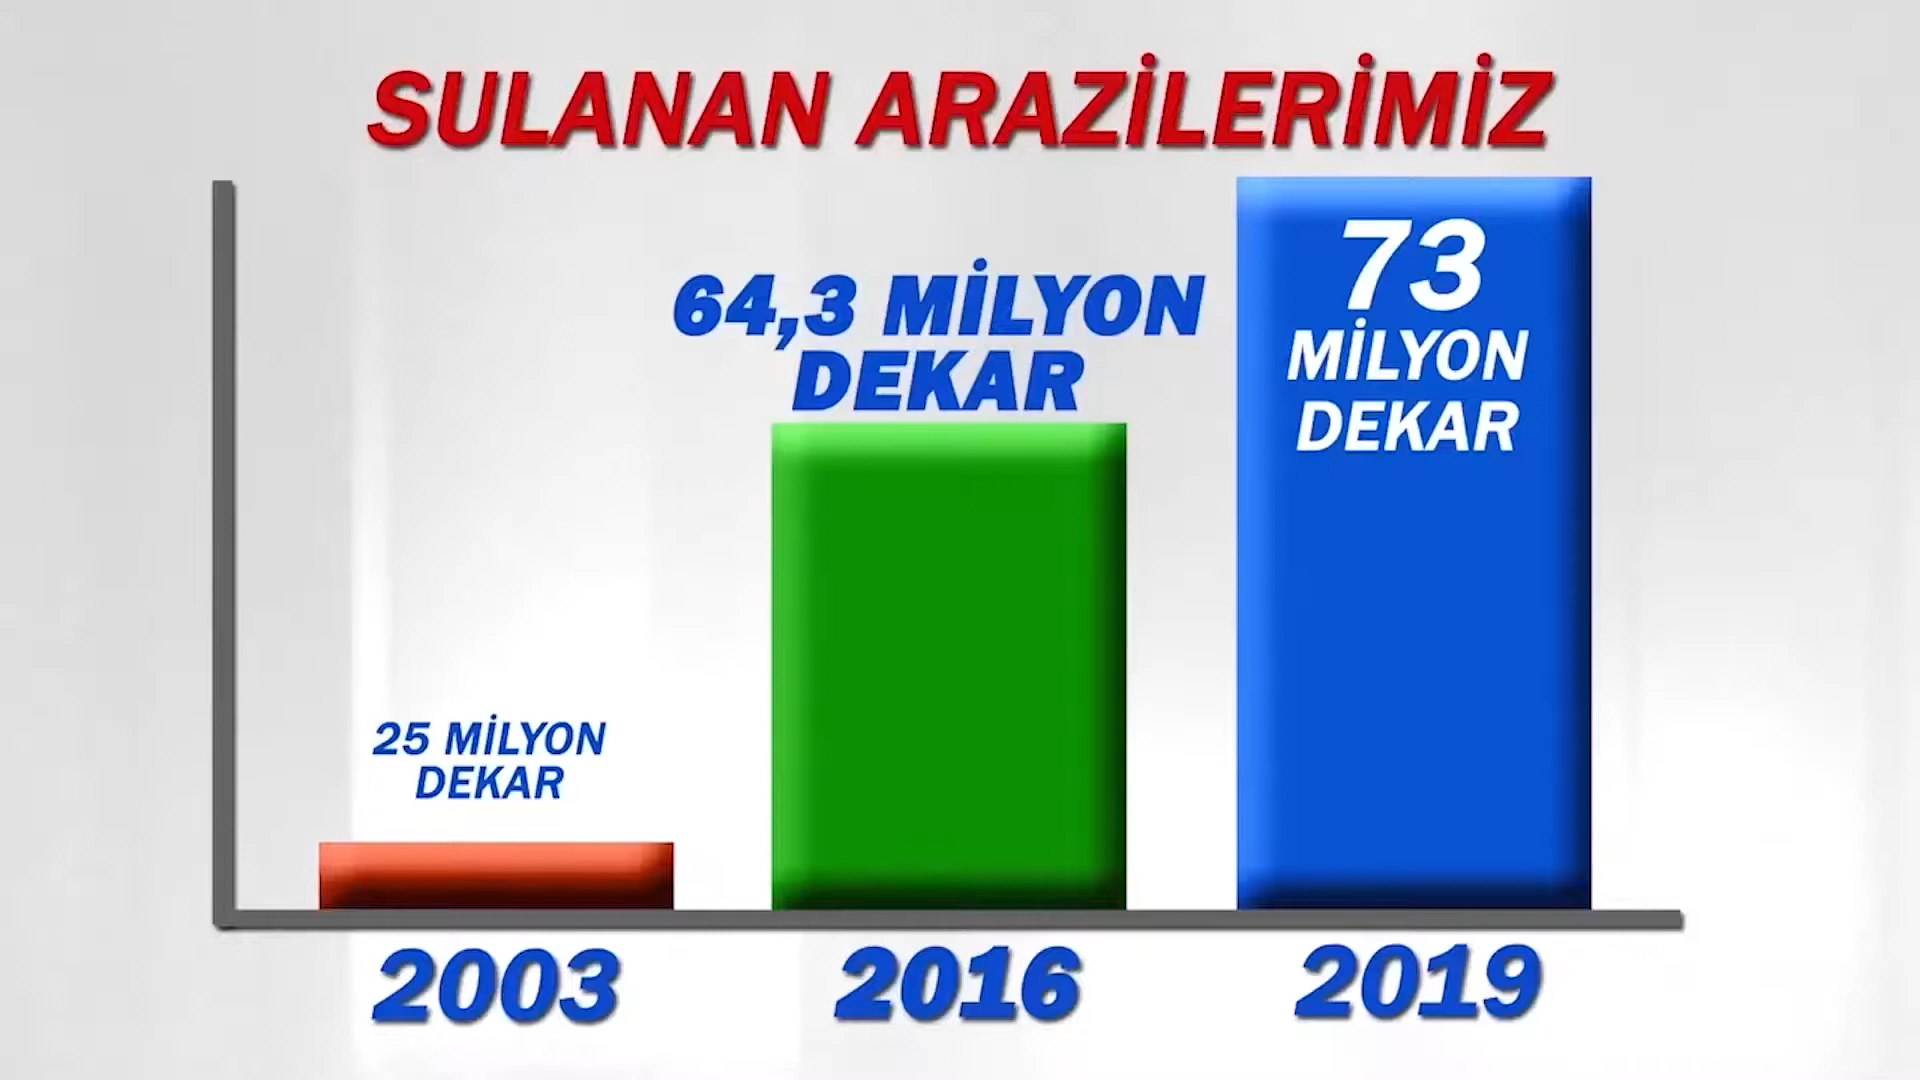 SULANAN ARAZİLERİMİZ
25 MİLYON
DEKAR
64,3 MİLYON
DEKAR
73
MİLYON
DEKAR
2003
2016
2019